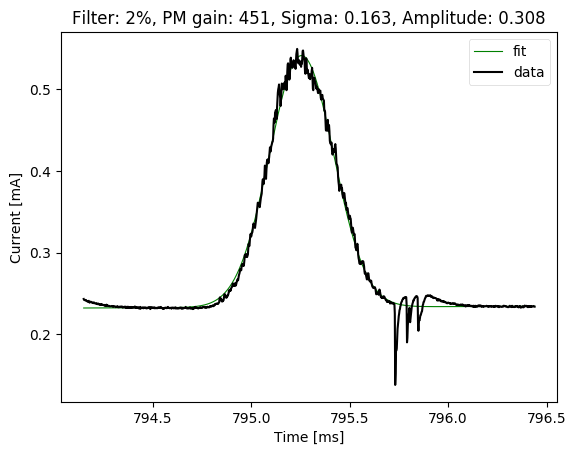 Filter: 2%, PM gain: 451, Sigma: 0.163, Amplitude: 0.308
fit
data
0.5
0.4
0.3
0.2
Current [mA]
794.5 795.0 795.5 796.0 796.5
Time [ms]